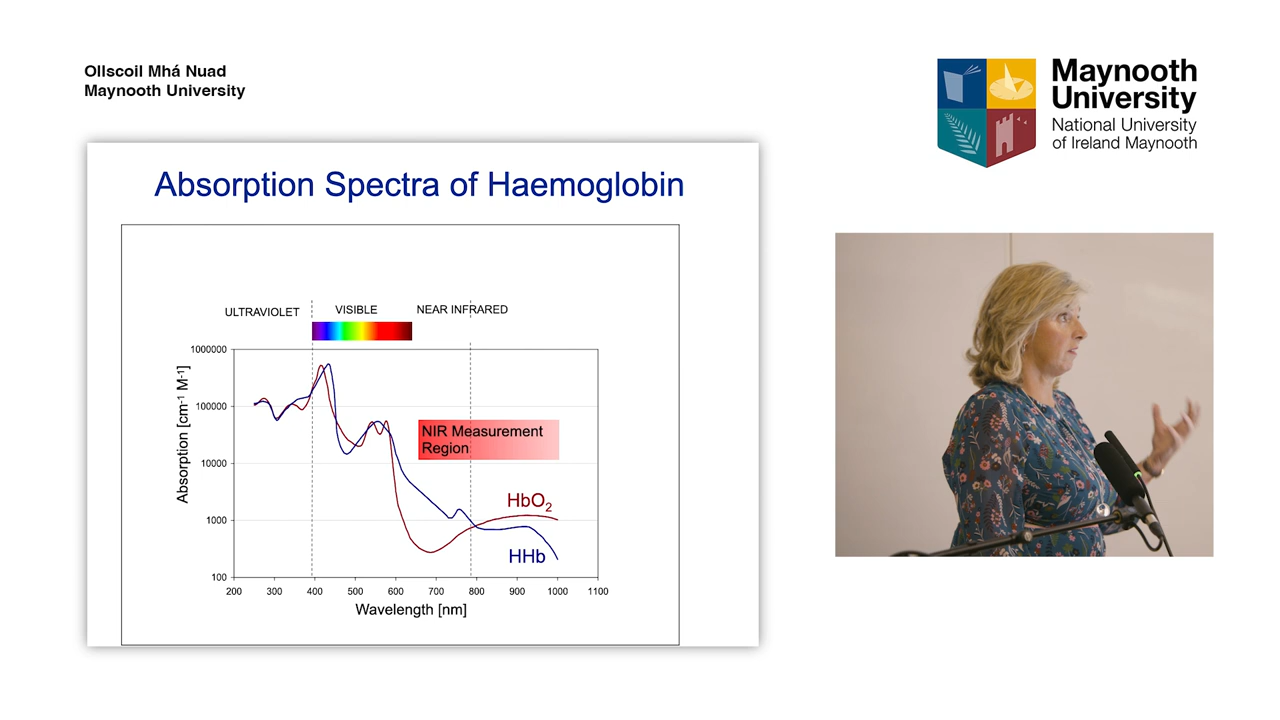 Ollscoil Mhá Nuad
Maynooth University
Maynooth
University
National University
of Ireland Maynooth
Absorption Spectra of Haemoglobin
ULTRAVIOLET
VISIBLE
NEAR INFRARED
Absorption [cm-1 M-1]
1000000
100000
10000
1000
100
NIR Measurement
Region
HbO2
HHb
200 300 400 500 600 700 800 900 1000 1100
Wavelength [nm]